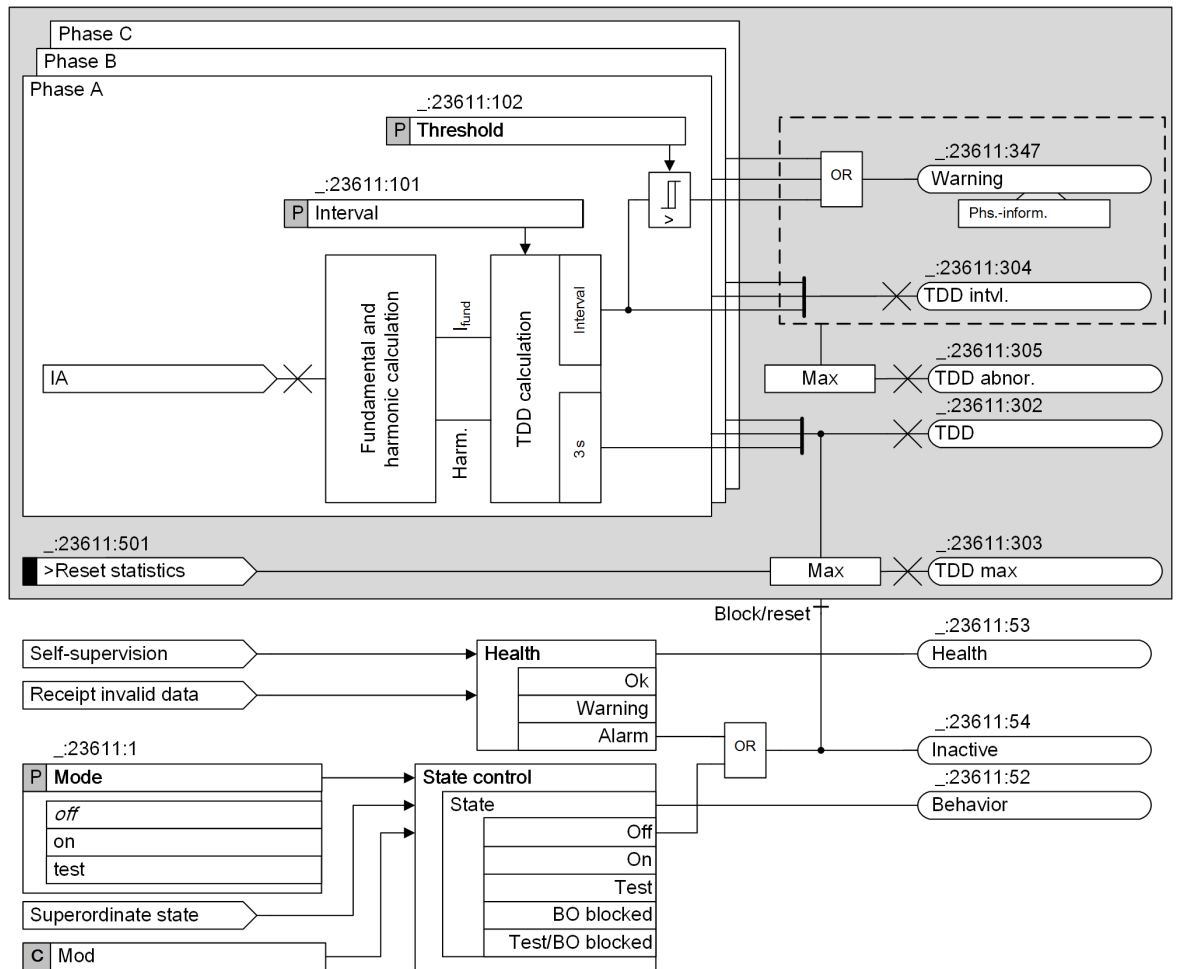 Phase C
Phase B
Phase A
_:23611:102
P Threshold
_:23611:101
P Interval
IA
Fundamental and
harmonic calculation
Ifund
Harm.
TDD calculation
Interval
3 s
>
OR
_:23611:347
Warning
Phs.-inform.
_:23611:304
TDD intvl.
_:23611:305
Max
TDD abnor.
_:23611:302
TDD
_:23611:501
>Reset statistics
_:23611:303
Max
TDD max
Block/reset
Self-supervision
Receipt invalid data
Health
Ok
Warning
Alarm
_:23611:53
Health
_:23611:1
P Mode
off
on
test
Superordinate state
C Mod
State control
State
Off
On
Test
BO blocked
Test/BO blocked
OR
_:23611:54
Inactive
_:23611:52
Behavior